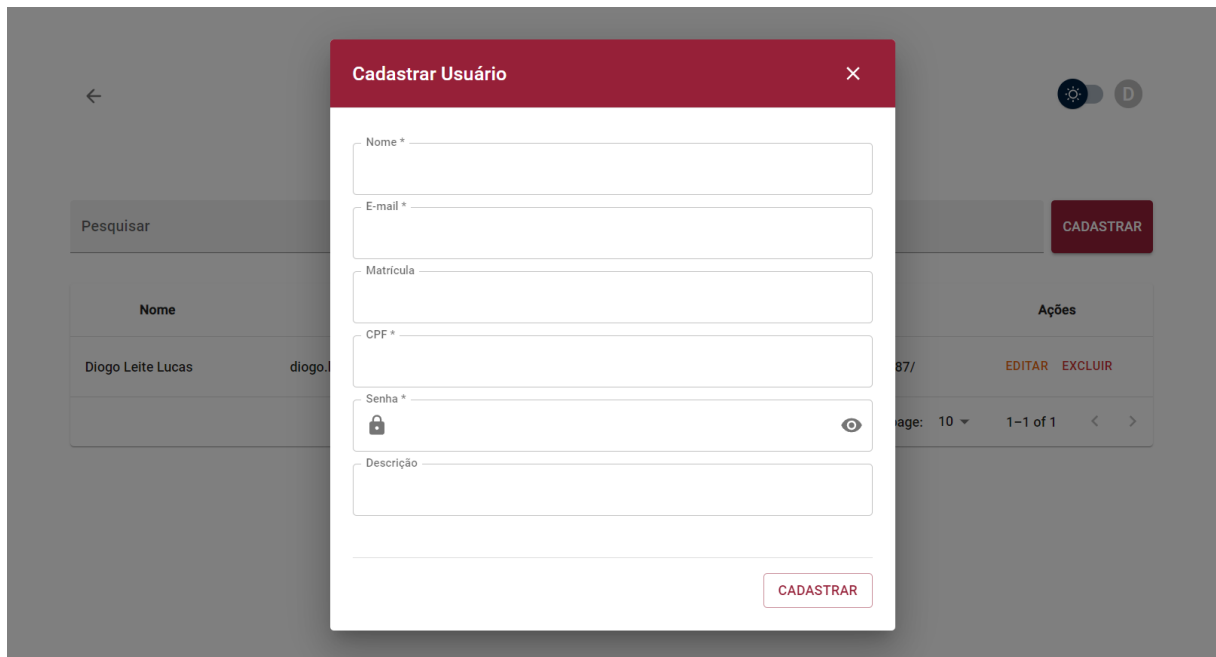 Cadastrar Usuário
D
Nome *
E-mail *
Pesquisar
CADASTRAR
Matrícula
Nome
Ações
CPF *
Diogo Leite Lucas
87/
EDITAR EXCLUIR
Senha *
10
1–1 of 1
Descrição
CADASTRAR